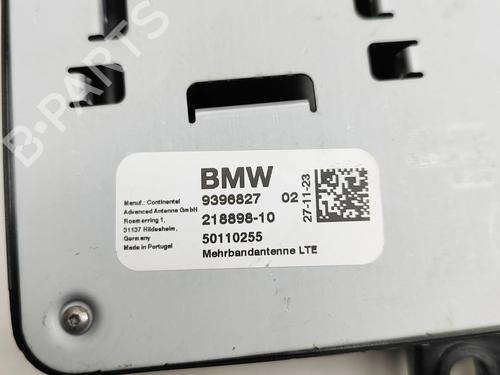 B-PARTS
BMW
9396827 02
218898-10
50110255
Mehrbandantenne LTE
27-11-23
Manuf.: Continental
Advanced Antenna GmbH
Roemerring 1,
31137 Hildesheim,
Germany
Made in Portugal